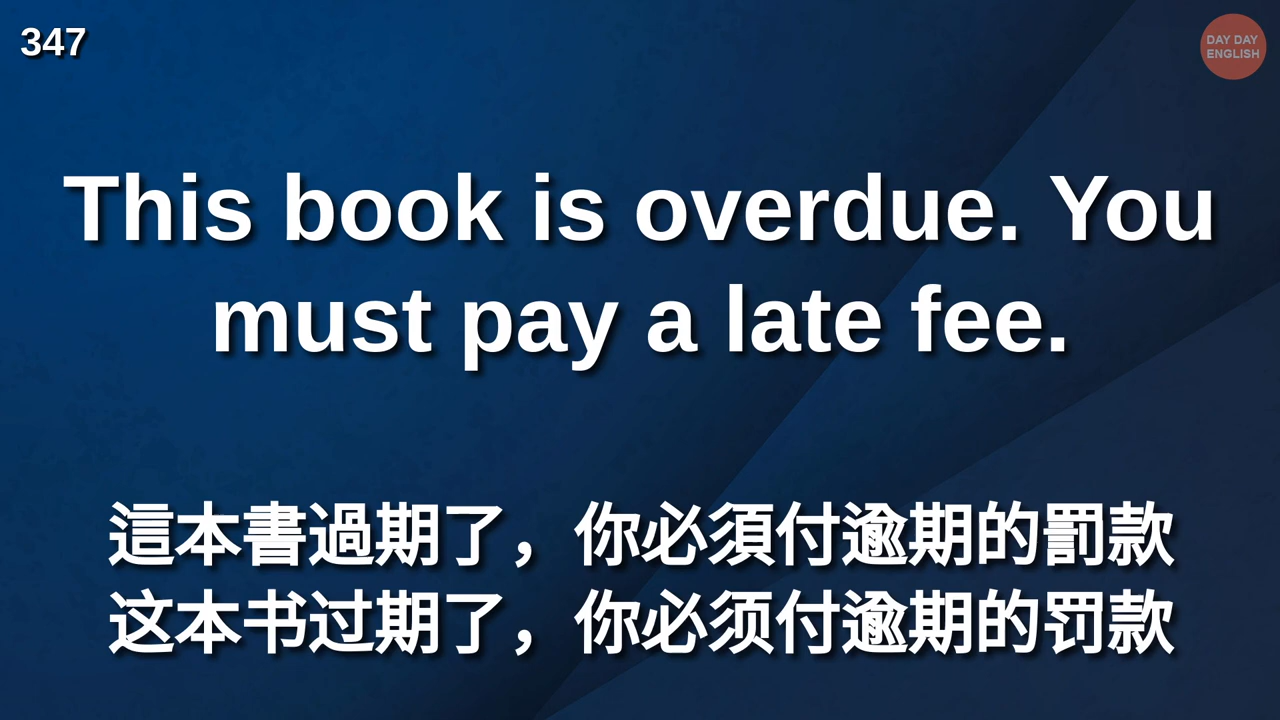 347
DAY DAY
ENGLISH
This book is overdue. You
must pay a late fee.
這本書過期了，你必須付逾期的罰款
这本书过期了，你必须付逾期的罚款